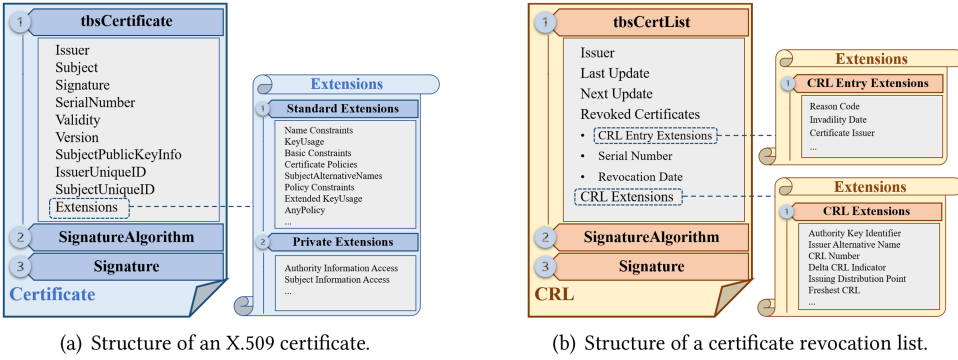 1
tbsCertificate
Issuer
Subject
Signature
SerialNumber
Validity
Version
SubjectPublicKeyInfo
IssuerUniqueID
SubjectUniqueID
Extensions
2
SignatureAlgorithm
3
Signature
Certificate
Extensions
1
Standard Extensions
Name Constraints
KeyUsage
Basic Constraints
Certificate Policies
SubjectAlternativeNames
Policy Constraints
Extended KeyUsage
AnyPolicy
...
2
Private Extensions
Authority Information Access
Subject Information Access
...
(a) Structure of an X.509 certificate.
1
tbsCertList
Issuer
Last Update
Next Update
Revoked Certificates
• CRL Entry Extensions
• Serial Number
• Revocation Date
CRL Extensions
2
SignatureAlgorithm
3
Signature
CRL
Extensions
1
CRL Entry Extensions
Reason Code
Invadility Date
Certificate Issuer
...
Extensions
1
CRL Extensions
Authority Key Identifier
Issuer Alternative Name
CRL Number
Delta CRL Indicator
Issuing Distribution Point
Freshest CRL
...
(b) Structure of a certificate revocation list.